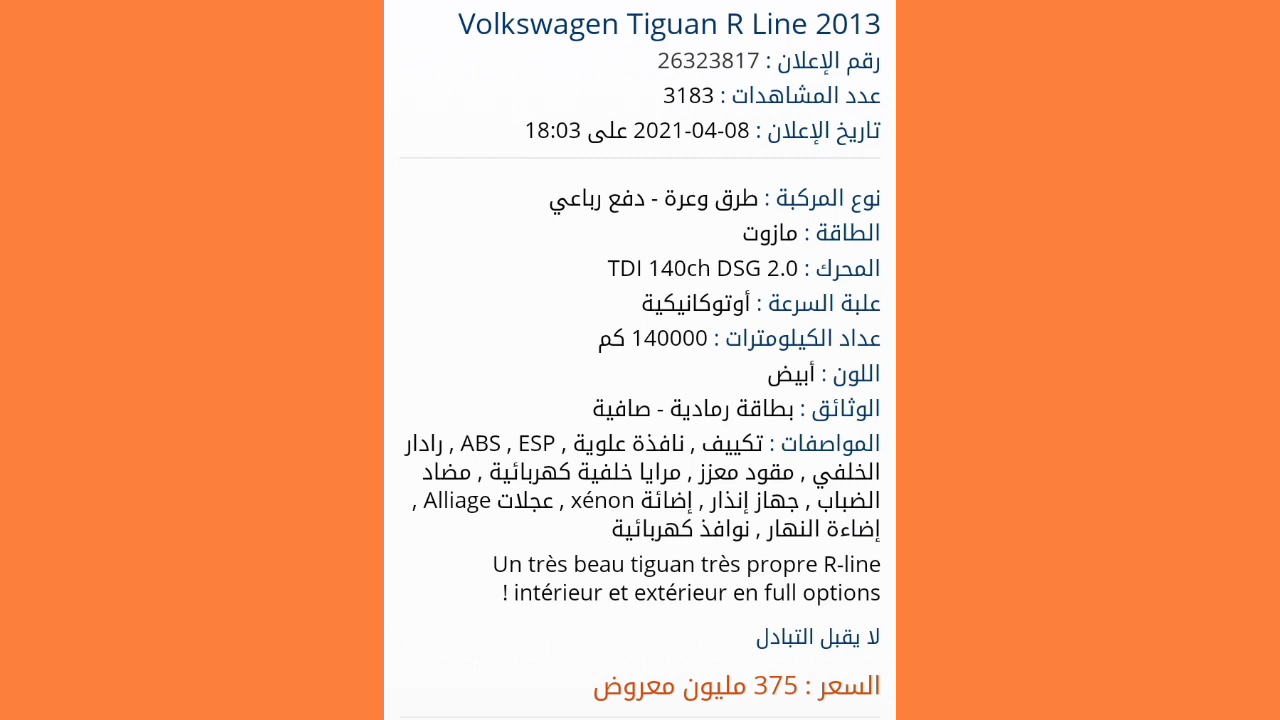 Volkswagen Tiguan R Line 2013
رقم الإعلان : 26323817
عدد المشاهدات : 3183
تاريخ الإعلان : 08-04-2021 على 18:03
نوع المركبة : طرق وعرة - دفع رباعي
الطاقة : مازوت
المحرك : 2.0 TDI 140ch DSG
علبة السرعة : أوتوكانيكية
عداد الكيلومترات : 140000 كم
اللون : أبيض
الوثائق : بطاقة رمادية - صافية
المواصفات : تكييف , نافذة علوية , ABS , ESP , رادار
الخلفي , مقود معزز , مرايا خلفية كهربائية , مضاد
الضباب , جهاز إنذار , إضائة xénon , عجلات Alliage ,
إضاءة النهار , نوافذ كهربائية
Un très beau tiguan très propre R-line
intérieur et extérieur en full options !
لا يقبل التبادل
السعر : 375 مليون معروض